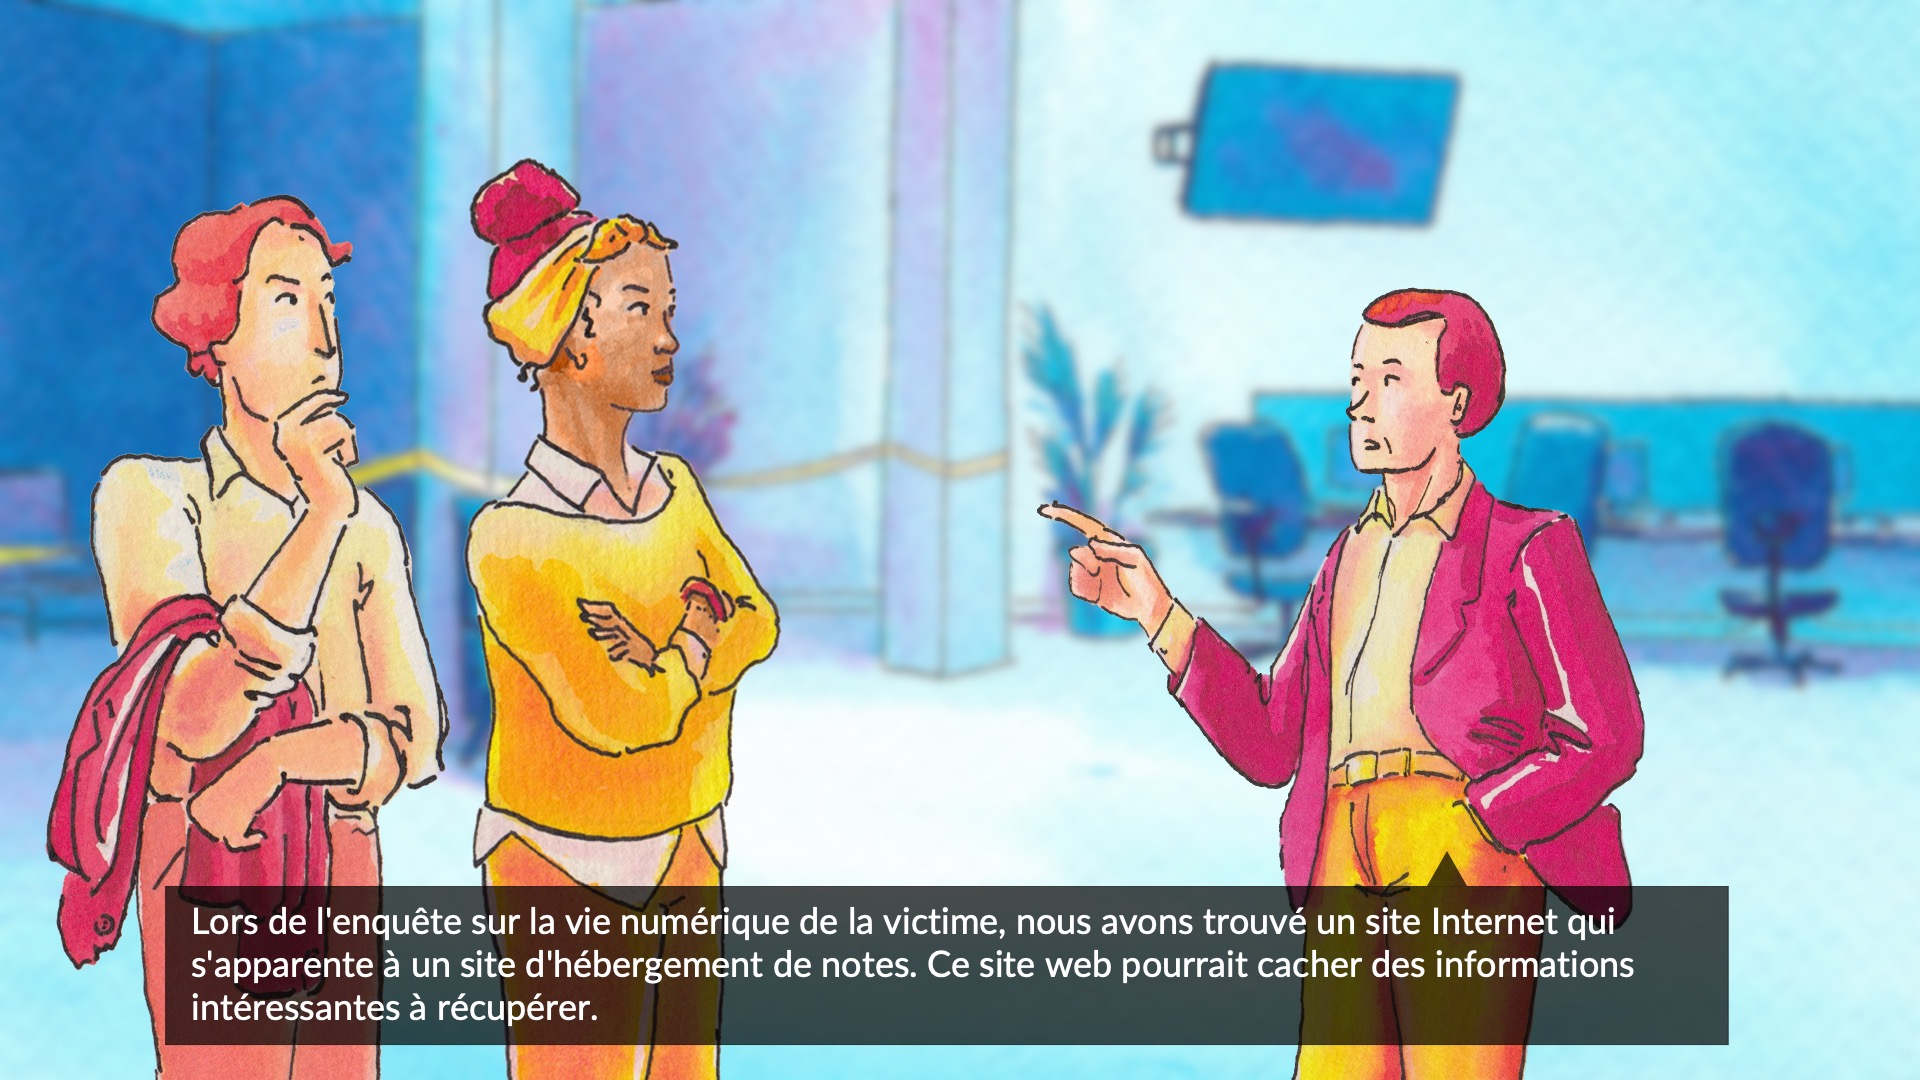 Lors de l'enquête sur la vie numérique de la victime, nous avons trouvé un site Internet qui
s'apparente à un site d'hébergement de notes. Ce site web pourrait cacher des informations
intéressantes à récupérer.